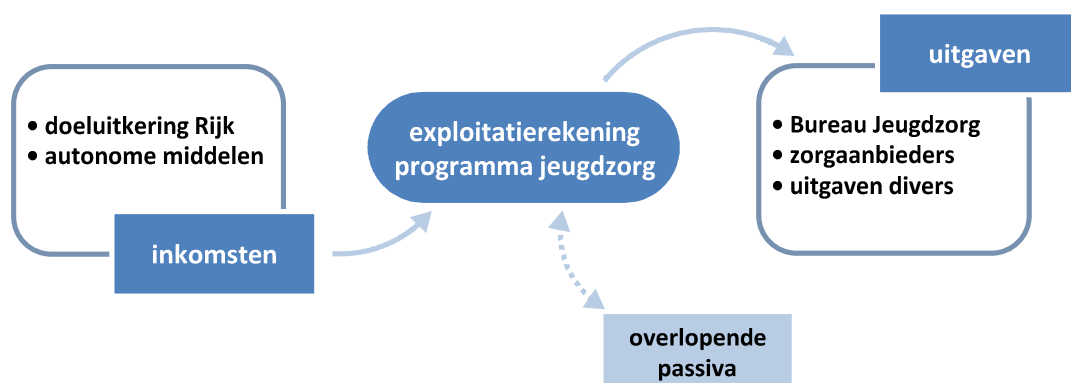 • doeluitkering Rijk
• autonome middelen
inkomsten
exploitatierekening
programma jeugdzorg
uitgaven
• Bureau Jeugdzorg
• zorgaanbieders
• uitgaven divers
overlopende
passiva